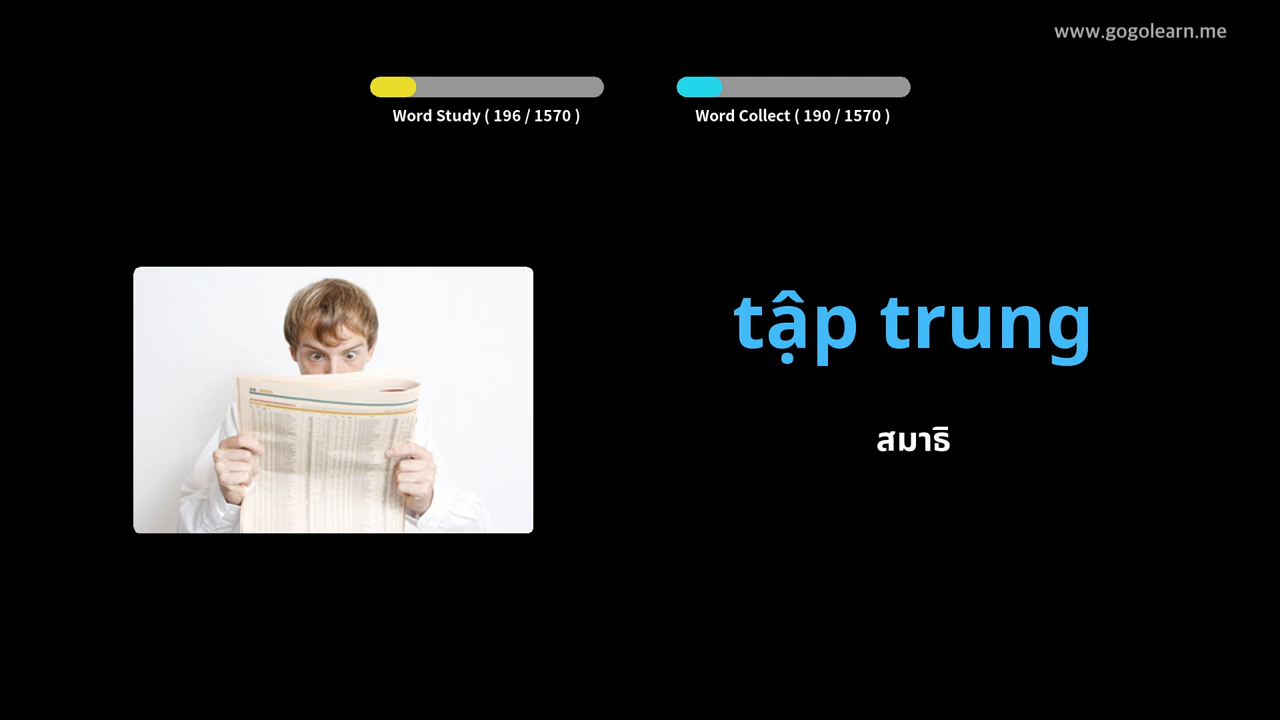 www.gogolearn.me
Word Study ( 196 / 1570 )
Word Collect ( 190 / 1570 )
tập trung
สมาธิ